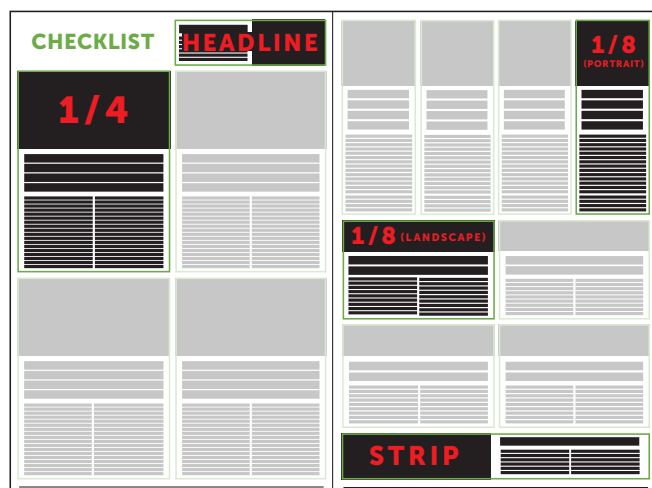 CHECKLIST
HEADLINE
1/4
1/8
(PORTRAIT)
1/8 (LANDSCAPE)
STRIP